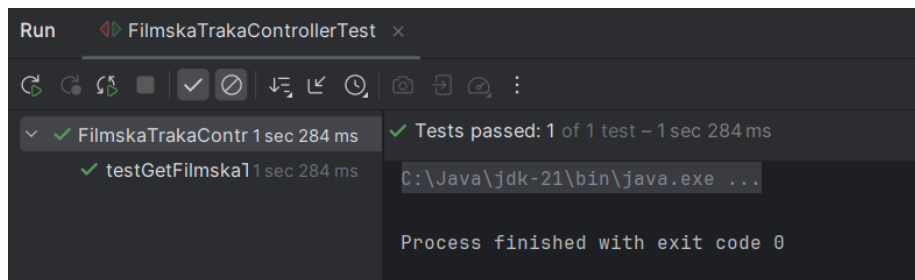 Run FilmskaTrakaControllerTest ×
FilmskaTrakaContr 1 sec 284 ms
testGetFilmskaT 1 sec 284 ms
Tests passed: 1 of 1 test – 1 sec 284 ms
C:\Java\jdk-21\bin\java.exe ...
Process finished with exit code 0